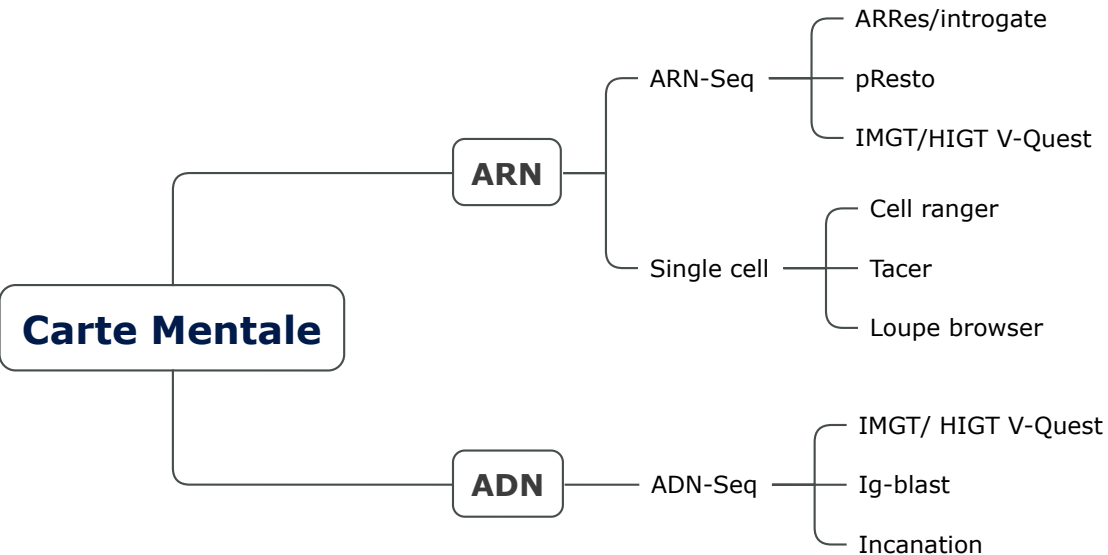 Carte Mentale
ARN
ARN-Seq
ARRes/introgate
pResto
IMGT/HIGT V-Quest
Single cell
Cell ranger
Tacer
Loupe browser
ADN
ADN-Seq
IMGT/ HIGT V-Quest
Ig-blast
Incanation